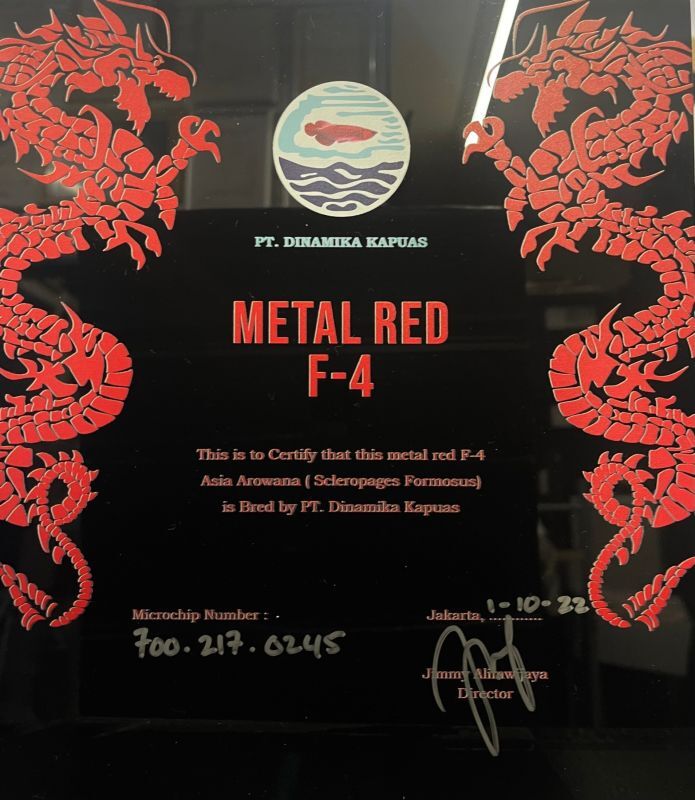 PT. DINAMIKA KAPUAS
METAL RED
F-4
This is to Certify that this metal red F-4
Asia Arowana ( Scleropages Formosus)
is Bred by PT. Dinamika Kapuas
Microchip Number :
700.217.0245
Jakarta, 1-10-22
Jimmy
Director